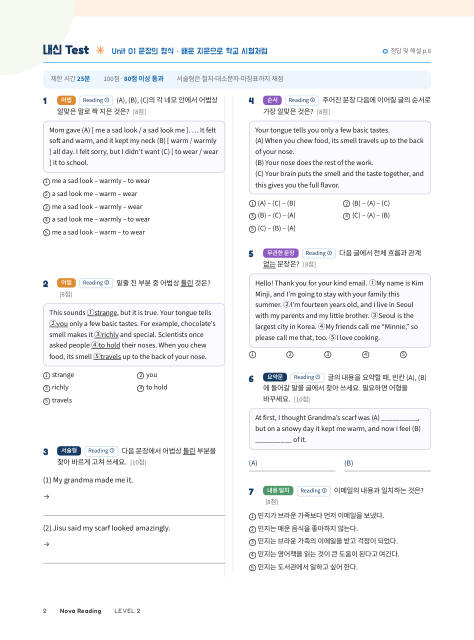 내신 Test ✳ Unit 01 문장의 형식 · 배운 지문으로 학교 시험처럼
정답 및 해설 p.8
제한 시간 25분 100점 · 80점 이상 통과 서술형은 철자·대소문자·마침표까지 채점
1 어법 Reading ① (A), (B), (C)의 각 네모 안에서 어법상
알맞은 말로 짝 지은 것은? [8점]
Mom gave (A) [ me a sad look / a sad look me ]. … It felt
soft and warm, and it kept my neck (B) [ warm / warmly
] all day. I felt sorry, but I didn't want (C) [ to wear / wear
] it to school.
① me a sad look – warmly – to wear
② a sad look me – warm – wear
③ me a sad look – warmly – wear
④ a sad look me – warmly – to wear
⑤ me a sad look – warm – to wear
2 어법 Reading ② 밑줄 친 부분 중 어법상 틀린 것은?
[8점]
This sounds ①strange, but it is true. Your tongue tells
②you only a few basic tastes. For example, chocolate's
smell makes it ③richly and special. Scientists once
asked people ④to hold their noses. When you chew
food, its smell ⑤travels up to the back of your nose.
① strange ② you
③ richly ④ to hold
⑤ travels
3 서술형 Reading ① 다음 문장에서 어법상 틀린 부분을
찾아 바르게 고쳐 쓰세요. [10점]
(1) My grandma made me it.
→
(2) Jisu said my scarf looked amazingly.
→
4 순서 Reading ② 주어진 문장 다음에 이어질 글의 순서로
가장 알맞은 것은? [8점]
Your tongue tells you only a few basic tastes.
(A) When you chew food, its smell travels up to the back
of your nose.
(B) Your nose does the rest of the work.
(C) Your brain puts the smell and the taste together, and
this gives you the full flavor.
① (A) – (C) – (B) ② (B) – (A) – (C)
③ (B) – (C) – (A) ④ (C) – (A) – (B)
⑤ (C) – (B) – (A)
5 무관한 문장 Reading ③ 다음 글에서 전체 흐름과 관계
없는 문장은? [8점]
Hello! Thank you for your kind email. ①My name is Kim
Minji, and I'm going to stay with your family this
summer. ②I'm fourteen years old, and I live in Seoul
with my parents and my little brother. ③Seoul is the
largest city in Korea. ④My friends call me “Minnie,” so
please call me that, too. ⑤I love cooking.
① ② ③ ④ ⑤
6 요약문 Reading ① 글의 내용을 요약할 때, 빈칸 (A), (B)
에 들어갈 말을 글에서 찾아 쓰세요. 필요하면 어형을
바꾸세요. [10점]
At first, I thought Grandma's scarf was (A) __________,
but on a snowy day it kept me warm, and now I feel (B)
__________ of it.
(A) (B)
7 내용 일치 Reading ③ 이메일의 내용과 일치하는 것은?
[8점]
① 민지가 브라운 가족보다 먼저 이메일을 보냈다.
② 민지는 매운 음식을 좋아하지 않는다.
③ 민지는 브라운 가족의 이메일을 받고 걱정이 되었다.
④ 민지는 영어책을 읽는 것이 큰 도움이 된다고 여긴다.
⑤ 민지는 도서관에서 일하고 싶어 한다.
2 Nova Reading LEVEL 2